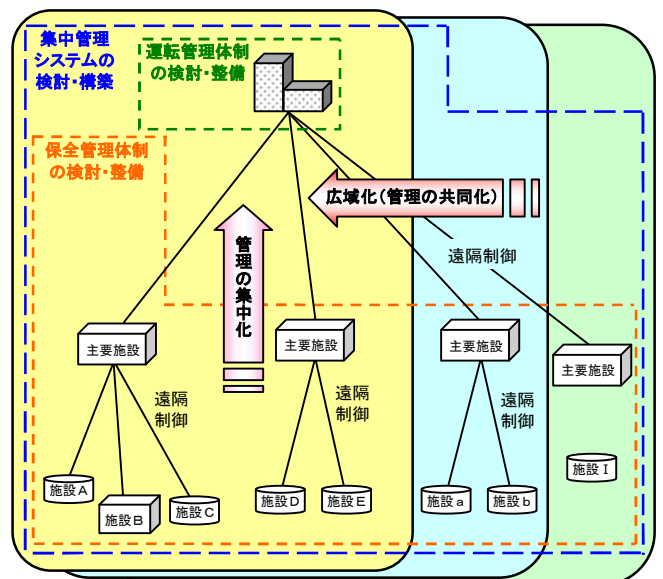 集中管理
システムの
検討・構築
運転管理体制
の検討・整備
保全管理体制
の検討・整備
広域化(管理の共同化)
管理の集中化
遠隔制御
主要施設
主要施設
主要施設
主要施設
遠隔
制御
遠隔
制御
遠隔
制御
施設A
施設B
施設C
施設D
施設E
施設a
施設b
施設I